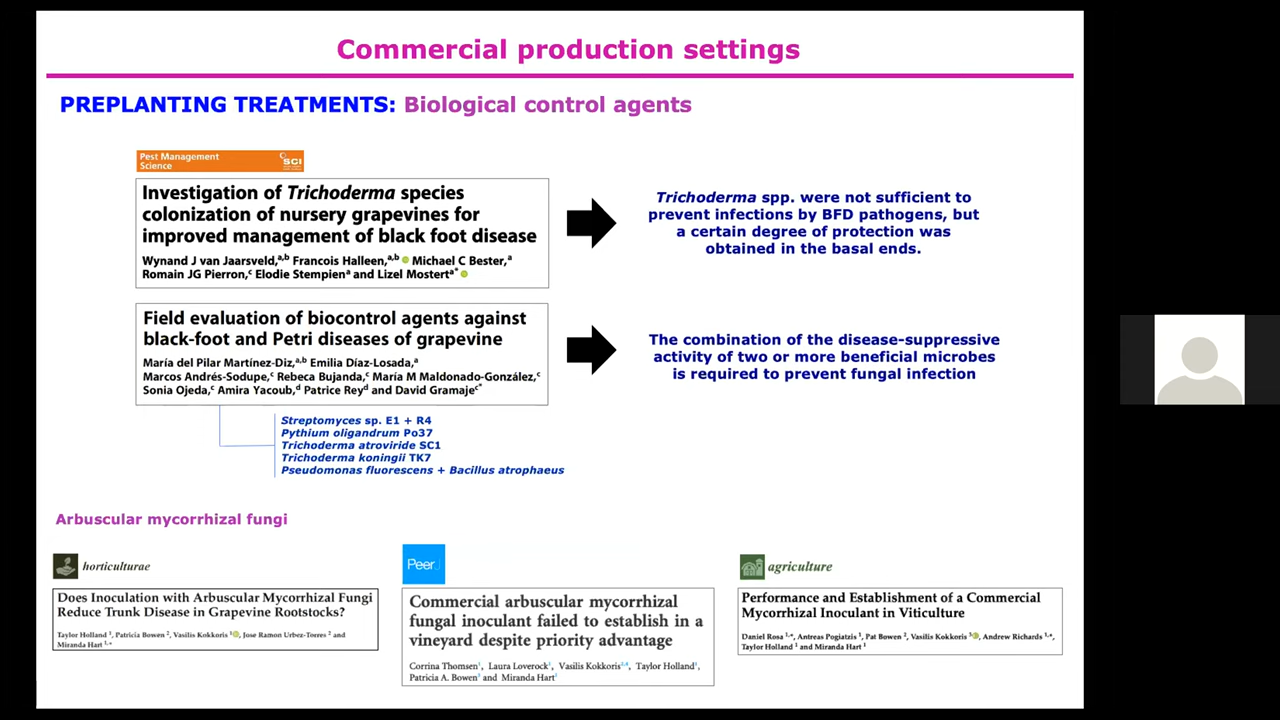 Commercial production settings
PREPLANTING TREATMENTS: Biological control agents
Pest Management
Science
SCI
Investigation of Trichoderma species
colonization of nursery grapevines for
improved management of black foot disease
Wynand J van Jaarsveld,a,b Francois Halleen,a,b Michael C Bester,a
Romain JG Pierron,c Elodie Stempiena and Lizel Mosterta*
Trichoderma spp. were not sufficient to
prevent infections by BFD pathogens, but
a certain degree of protection was
obtained in the basal ends.
Field evaluation of biocontrol agents against
black-foot and Petri diseases of grapevine
María del Pilar Martínez-Diz,a,b Emilia Díaz-Losada,a
Marcos Andrés-Sodupe,c Rebeca Bujanda,c María M Maldonado-González,c
Sonia Ojeda,c Amira Yacoub,d Patrice Reyd and David Gramajec*
The combination of the disease-suppressive
activity of two or more beneficial microbes
is required to prevent fungal infection
Streptomyces sp. E1 + R4
Pythium oligandrum Po37
Trichoderma atroviride SC1
Trichoderma koningii TK7
Pseudomonas fluorescens + Bacillus atrophaeus
Arbuscular mycorrhizal fungi
horticulturae
Does Inoculation with Arbuscular Mycorrhizal Fungi
Reduce Trunk Disease in Grapevine Rootstocks?
Taylor Holland 1, Patricia Bowen 2, Vasilis Kokkoris 1, José Ramon Urbez-Torres 2 and
Miranda Hart 1,*
PeerJ
Commercial arbuscular mycorrhizal
fungal inoculant failed to establish in a
vineyard despite priority advantage
Corrina Thomsen1, Laura Loverock1, Vasilis Kokkoris2,3, Taylor Holland1,
Patricia A. Bowen3 and Miranda Hart1
agriculture
Performance and Establishment of a Commercial
Mycorrhizal Inoculant in Viticulture
Daniel Rosa 1,*, Antreas Pogiatzis 1, Pat Bowen 2, Vasilis Kokkoris 3, Andrew Richards 1,*,
Taylor Holland 1 and Miranda Hart 1